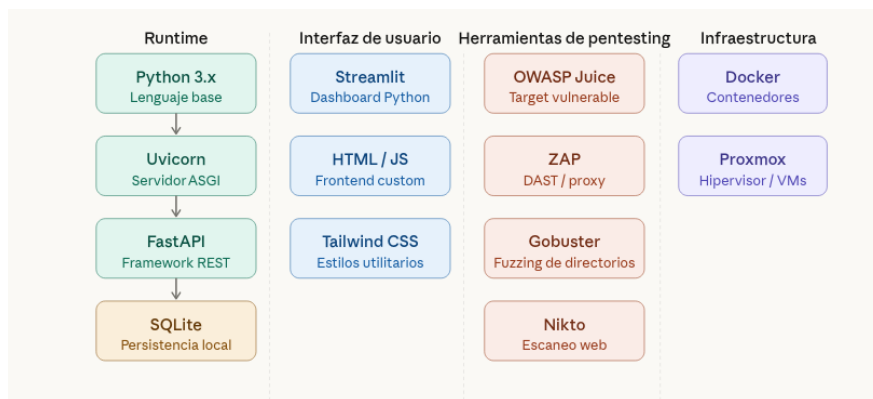 Runtime
Python 3.x
Lenguaje base
Uvicorn
Servidor ASGI
FastAPI
Framework REST
SQLite
Persistencia local
Interfaz de usuario
Streamlit
Dashboard Python
HTML / JS
Frontend custom
Tailwind CSS
Estilos utilitarios
Herramientas de pentesting
OWASP Juice
Target vulnerable
ZAP
DAST / proxy
Gobuster
Fuzzing de directorios
Nikto
Escaneo web
Infraestructura
Docker
Contenedores
Proxmox
Hipervisor / VMs